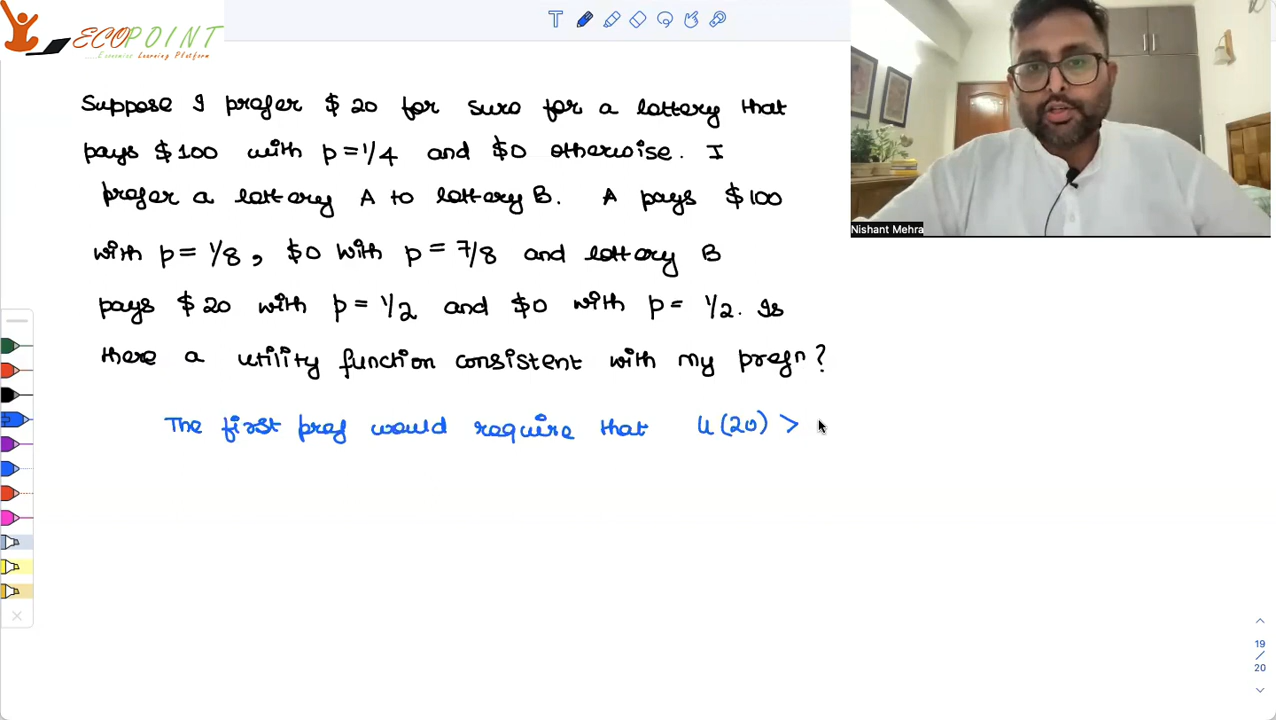 ECOPOINT
Economics Learning Platform
Suppose I prefer $20 for sure for a lottery that
pays $100 with p=1/4 and $0 otherwise. I
prefer a lottery A to lottery B. A pays $100
with p= 1/8, $0 with p= 7/8 and lottery B
pays $20 with p= 1/2 and $0 with p= 1/2. Is
there a utility function consistent with my prefn?
The first pref would require that u(20) >
Nishant Mehra
19
/
20